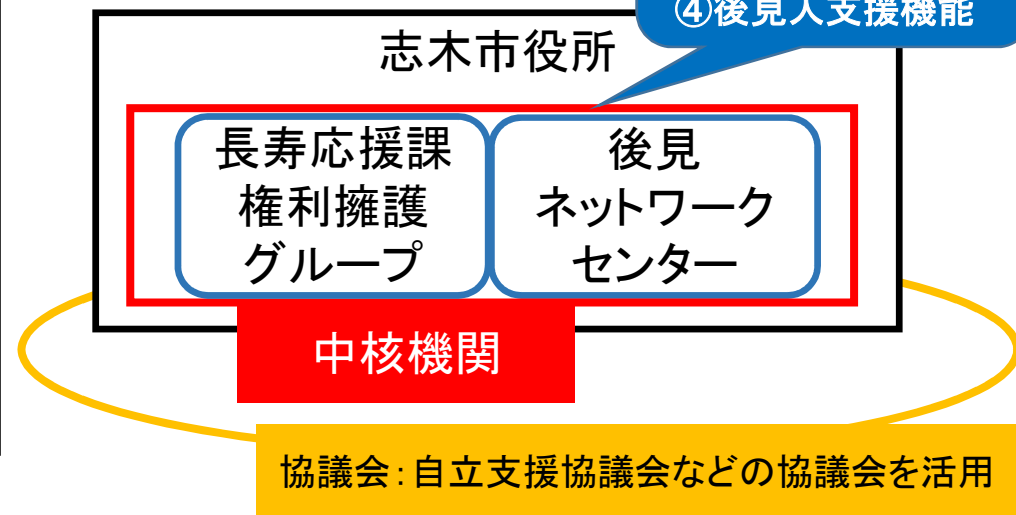 ④後見人支援機能
志木市役所
長寿応援課
権利擁護
グループ
後見
ネットワーク
センター
中核機関
協議会：自立支援協議会などの協議会を活用